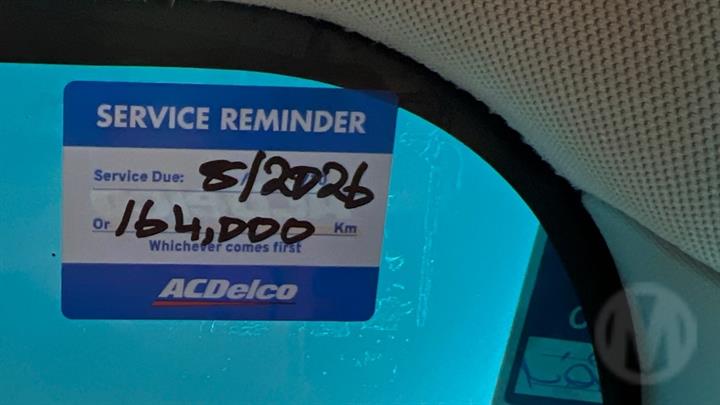 SERVICE REMINDER
Service Due: 8/2026
Or 164,000 Km
Whichever comes first
ACDelco
M